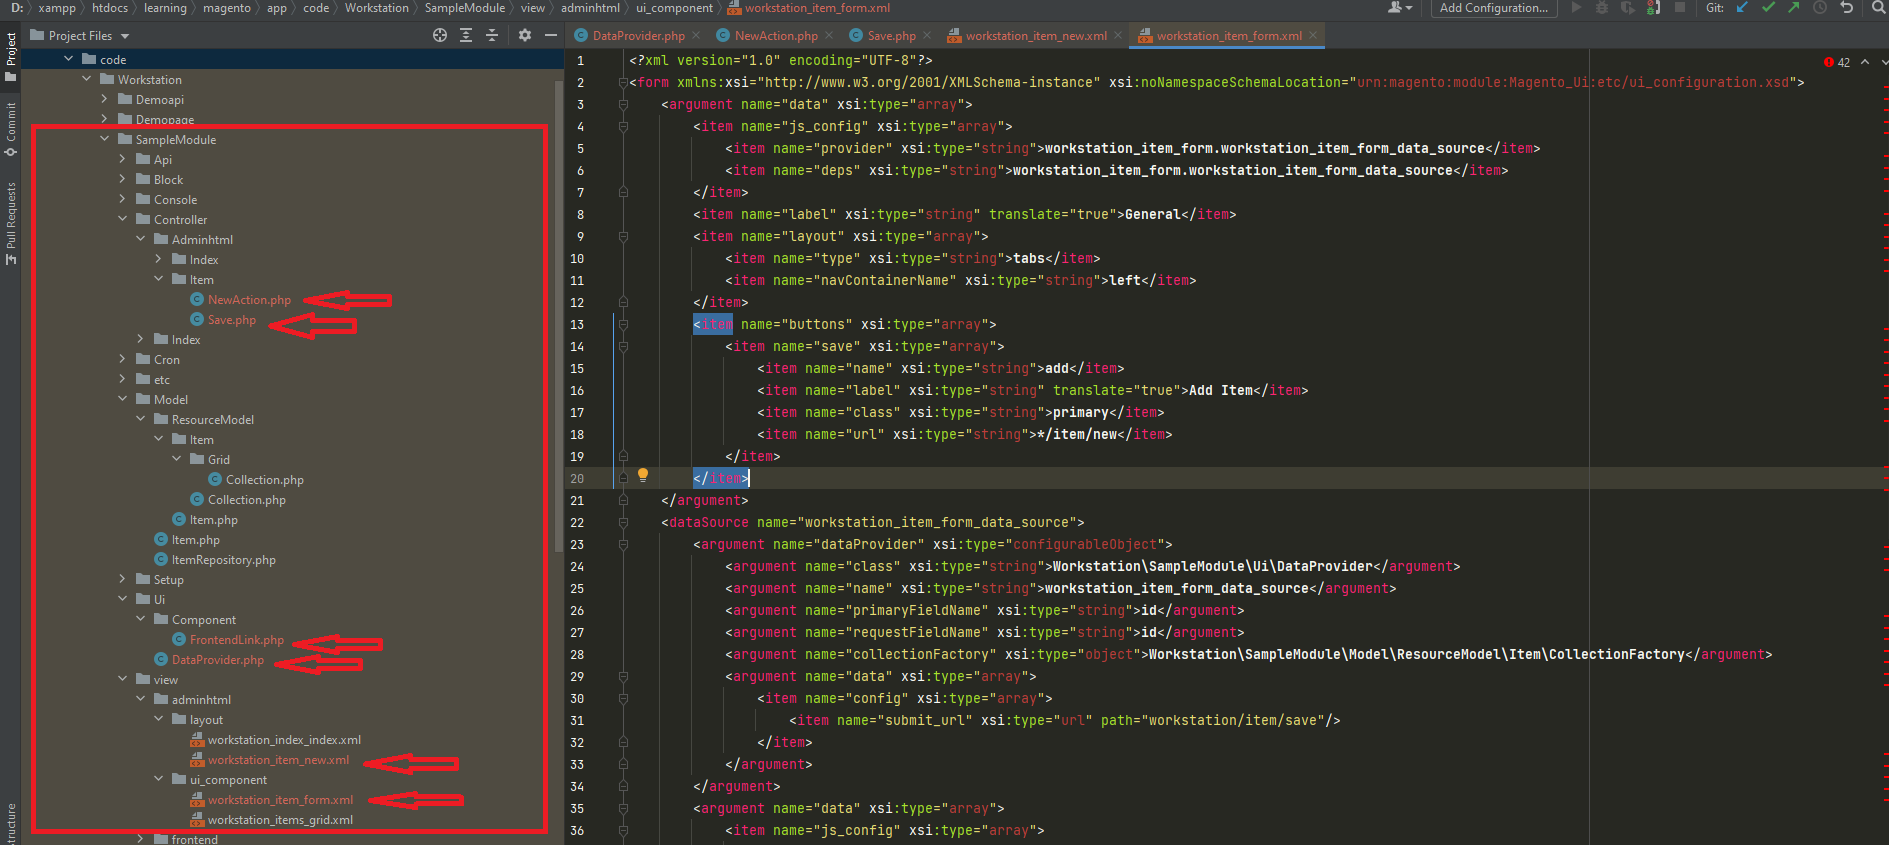 D: xampp htdocs learning magento app code Workstation SampleModule view adminhtml ui_component workstation_item_form.xml
Add Configuration... Git:
Project Files
DataProvider.php NewAction.php Save.php workstation_item_new.xml workstation_item_form.xml
Project
Commit
Pull Requests
code
Workstation
Demoapi
Demopage
SampleModule
Api
Block
Console
Controller
Adminhtml
Index
Item
NewAction.php
Save.php
Index
Cron
etc
Model
ResourceModel
Item
Grid
Collection.php
Collection.php
Item.php
Item.php
ItemRepository.php
Setup
Ui
Component
FrontendLink.php
DataProvider.php
view
adminhtml
layout
workstation_index_index.xml
workstation_item_new.xml
ui_component
workstation_item_form.xml
workstation_items_grid.xml
frontend
42
1 <?xml version="1.0" encoding="UTF-8"?>
2 <form xmlns:xsi="http://www.w3.org/2001/XMLSchema-instance" xsi:noNamespaceSchemaLocation="urn:magento:module:Magento_Ui:etc/ui_configuration.xsd">
3 <argument name="data" xsi:type="array">
4 <item name="js_config" xsi:type="array">
5 <item name="provider" xsi:type="string">workstation_item_form.workstation_item_form_data_source</item>
6 <item name="deps" xsi:type="string">workstation_item_form.workstation_item_form_data_source</item>
7 </item>
8 <item name="label" xsi:type="string" translate="true">General</item>
9 <item name="layout" xsi:type="array">
10 <item name="type" xsi:type="string">tabs</item>
11 <item name="navContainerName" xsi:type="string">left</item>
12 </item>
13 <item name="buttons" xsi:type="array">
14 <item name="save" xsi:type="array">
15 <item name="name" xsi:type="string">add</item>
16 <item name="label" xsi:type="string" translate="true">Add Item</item>
17 <item name="class" xsi:type="string">primary</item>
18 <item name="url" xsi:type="string">*/item/new</item>
19 </item>
20 </item>
21 </argument>
22 <dataSource name="workstation_item_form_data_source">
23 <argument name="dataProvider" xsi:type="configurableObject">
24 <argument name="class" xsi:type="string">Workstation\SampleModule\Ui\DataProvider</argument>
25 <argument name="name" xsi:type="string">workstation_item_form_data_source</argument>
26 <argument name="primaryFieldName" xsi:type="string">id</argument>
27 <argument name="requestFieldName" xsi:type="string">id</argument>
28 <argument name="collectionFactory" xsi:type="object">Workstation\SampleModule\Model\ResourceModel\Item\CollectionFactory</argument>
29 <argument name="data" xsi:type="array">
30 <item name="config" xsi:type="array">
31 <item name="submit_url" xsi:type="url" path="workstation/item/save"/>
32 </item>
33 </argument>
34 </argument>
35 <argument name="data" xsi:type="array">
36 <item name="js_config" xsi:type="array">